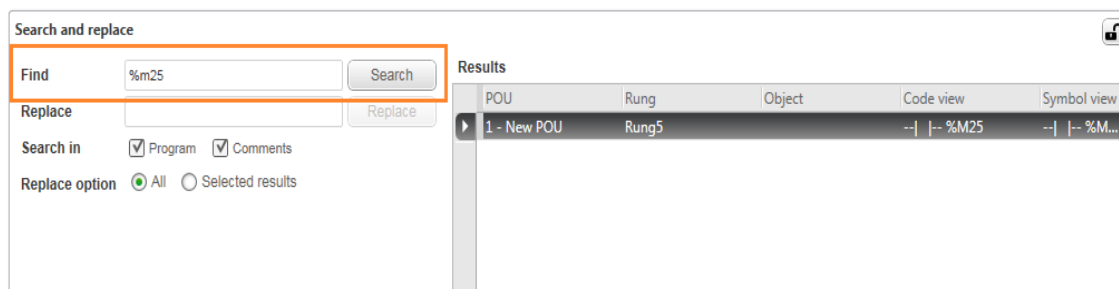 Search and replace
Find %m25 Search
Replace Replace
Search in Program Comments
Replace option All Selected results
Results
POU Rung Object Code view Symbol view
1 - New POU Rung5 --| |-- %M25 --| |-- %M...